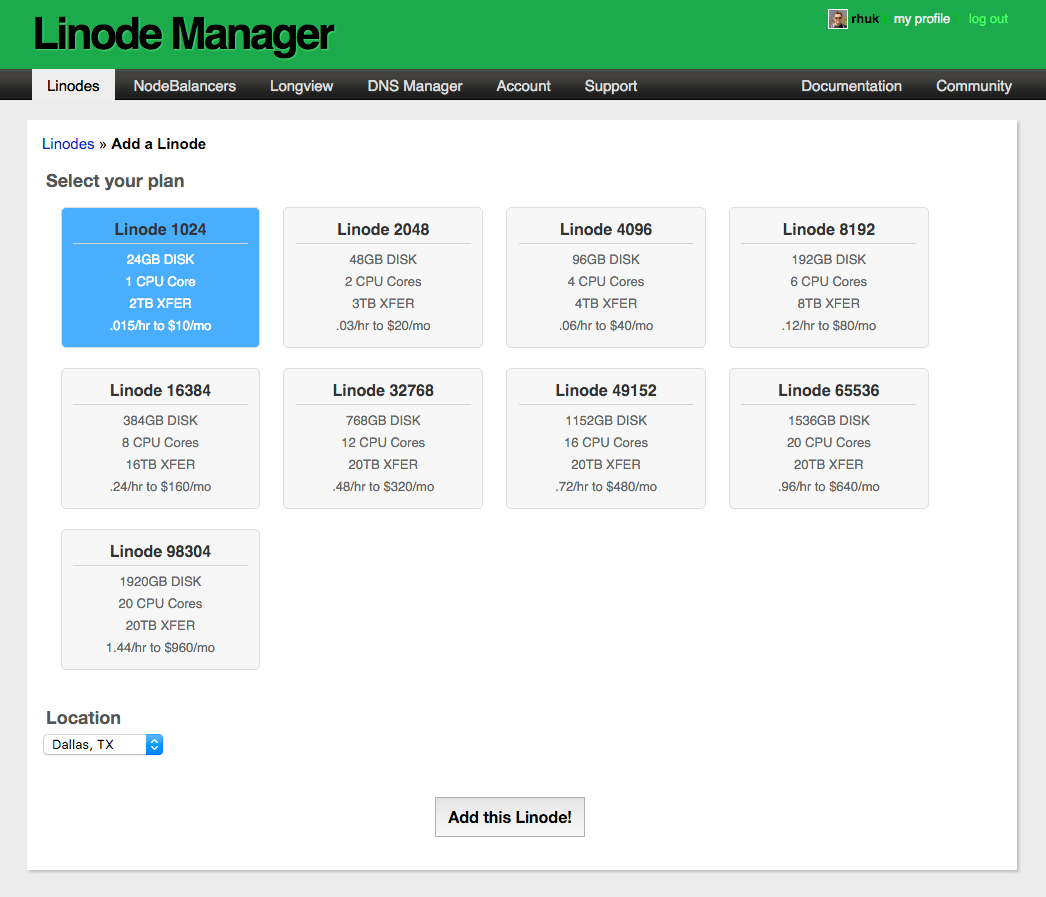 Linode Manager
rhuk my profile log out
Linodes NodeBalancers Longview DNS Manager Account Support Documentation Community
Linodes » Add a Linode
Select your plan
Linode 1024
24GB DISK
1 CPU Core
2TB XFER
.015/hr to $10/mo
Linode 2048
48GB DISK
2 CPU Cores
3TB XFER
.03/hr to $20/mo
Linode 4096
96GB DISK
4 CPU Cores
4TB XFER
.06/hr to $40/mo
Linode 8192
192GB DISK
6 CPU Cores
8TB XFER
.12/hr to $80/mo
Linode 16384
384GB DISK
8 CPU Cores
16TB XFER
.24/hr to $160/mo
Linode 32768
768GB DISK
12 CPU Cores
20TB XFER
.48/hr to $320/mo
Linode 49152
1152GB DISK
16 CPU Cores
20TB XFER
.72/hr to $480/mo
Linode 65536
1536GB DISK
20 CPU Cores
20TB XFER
.96/hr to $640/mo
Linode 98304
1920GB DISK
20 CPU Cores
20TB XFER
1.44/hr to $960/mo
Location
Dallas, TX
Add this Linode!